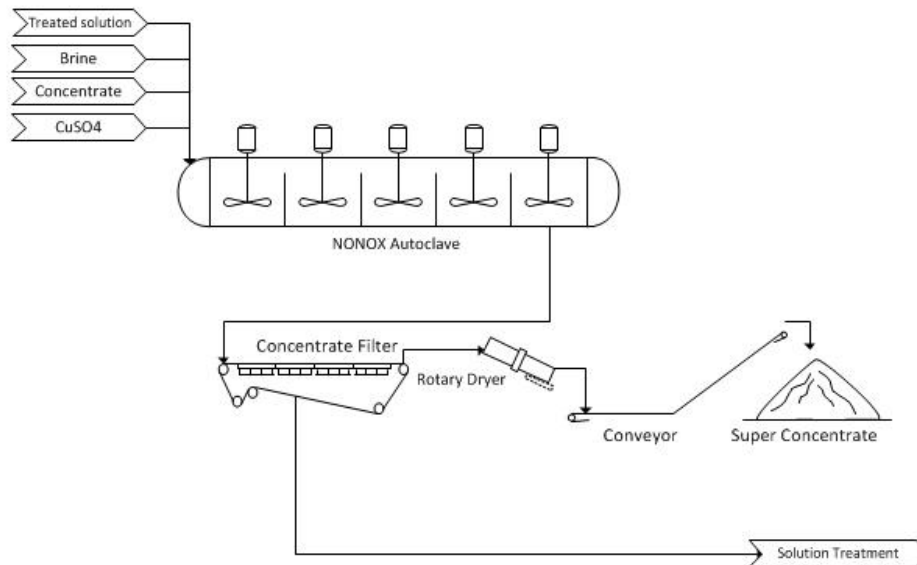 Treated solution
Brine
Concentrate
CuSO4
NONOX Autoclave
Concentrate Filter
Rotary Dryer
Conveyor
Super Concentrate
Solution Treatment